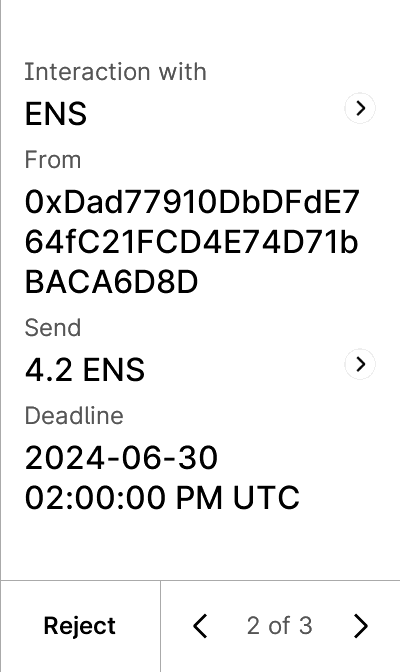 Interaction with
ENS
From
0xDad77910DbDFdE7
64fC21FCD4E74D71b
BACA6D8D
Send
4.2 ENS
Deadline
2024-06-30
02:00:00 PM UTC
Reject
2 of 3